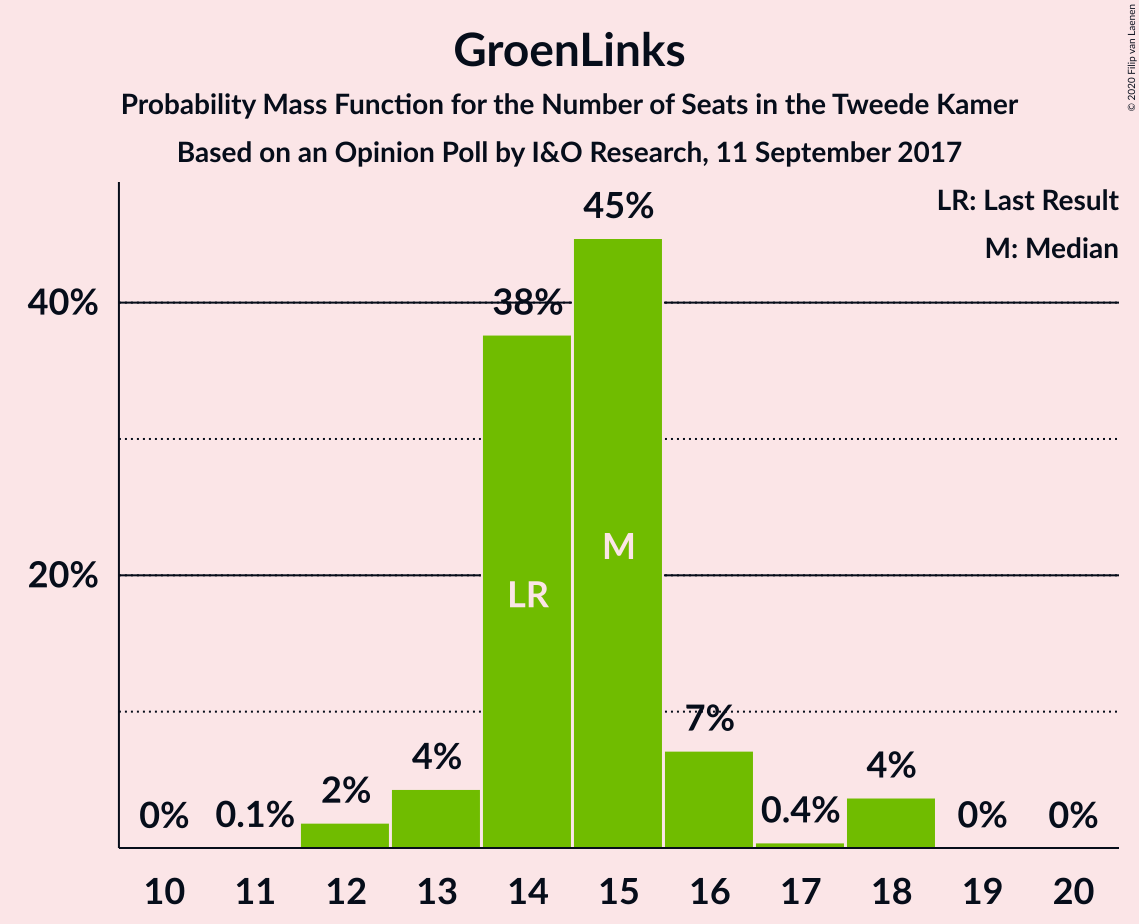 GroenLinks
Probability Mass Function for the Number of Seats in the Tweede Kamer
Based on an Opinion Poll by I&O Research, 11 September 2017
© 2020 Filip van Laenen
LR: Last Result
M: Median
45%
40%
38%
20%
M
LR
7%
4%
4%
2%
0%
0.1%
0.4%
0%
0%
10 11 12 13 14 15 16 17 18 19 20